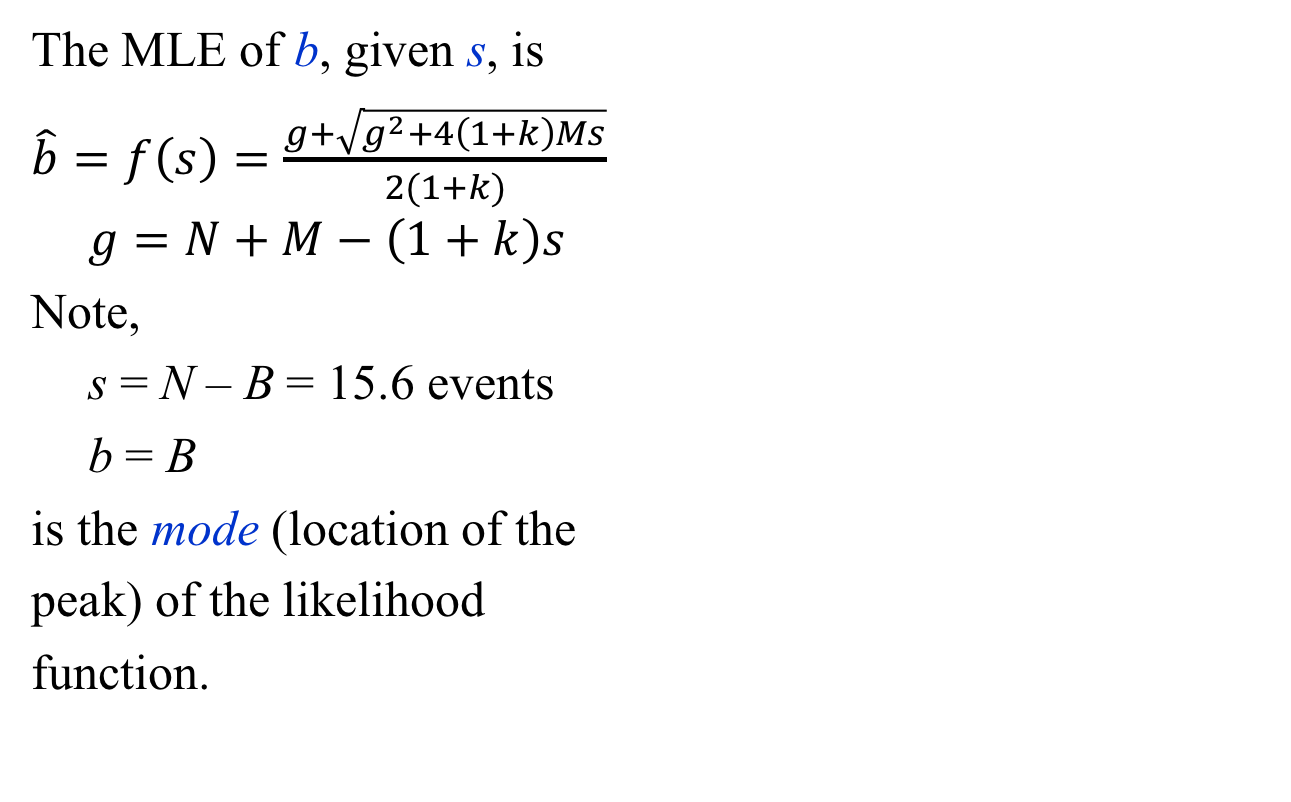 The MLE of b, given s, is
b̂ = f(s) = (g+√(g²+4(1+k)Ms))/(2(1+k))
g = N + M − (1 + k)s
Note,
s = N – B = 15.6 events
b = B
is the mode (location of the
peak) of the likelihood
function.